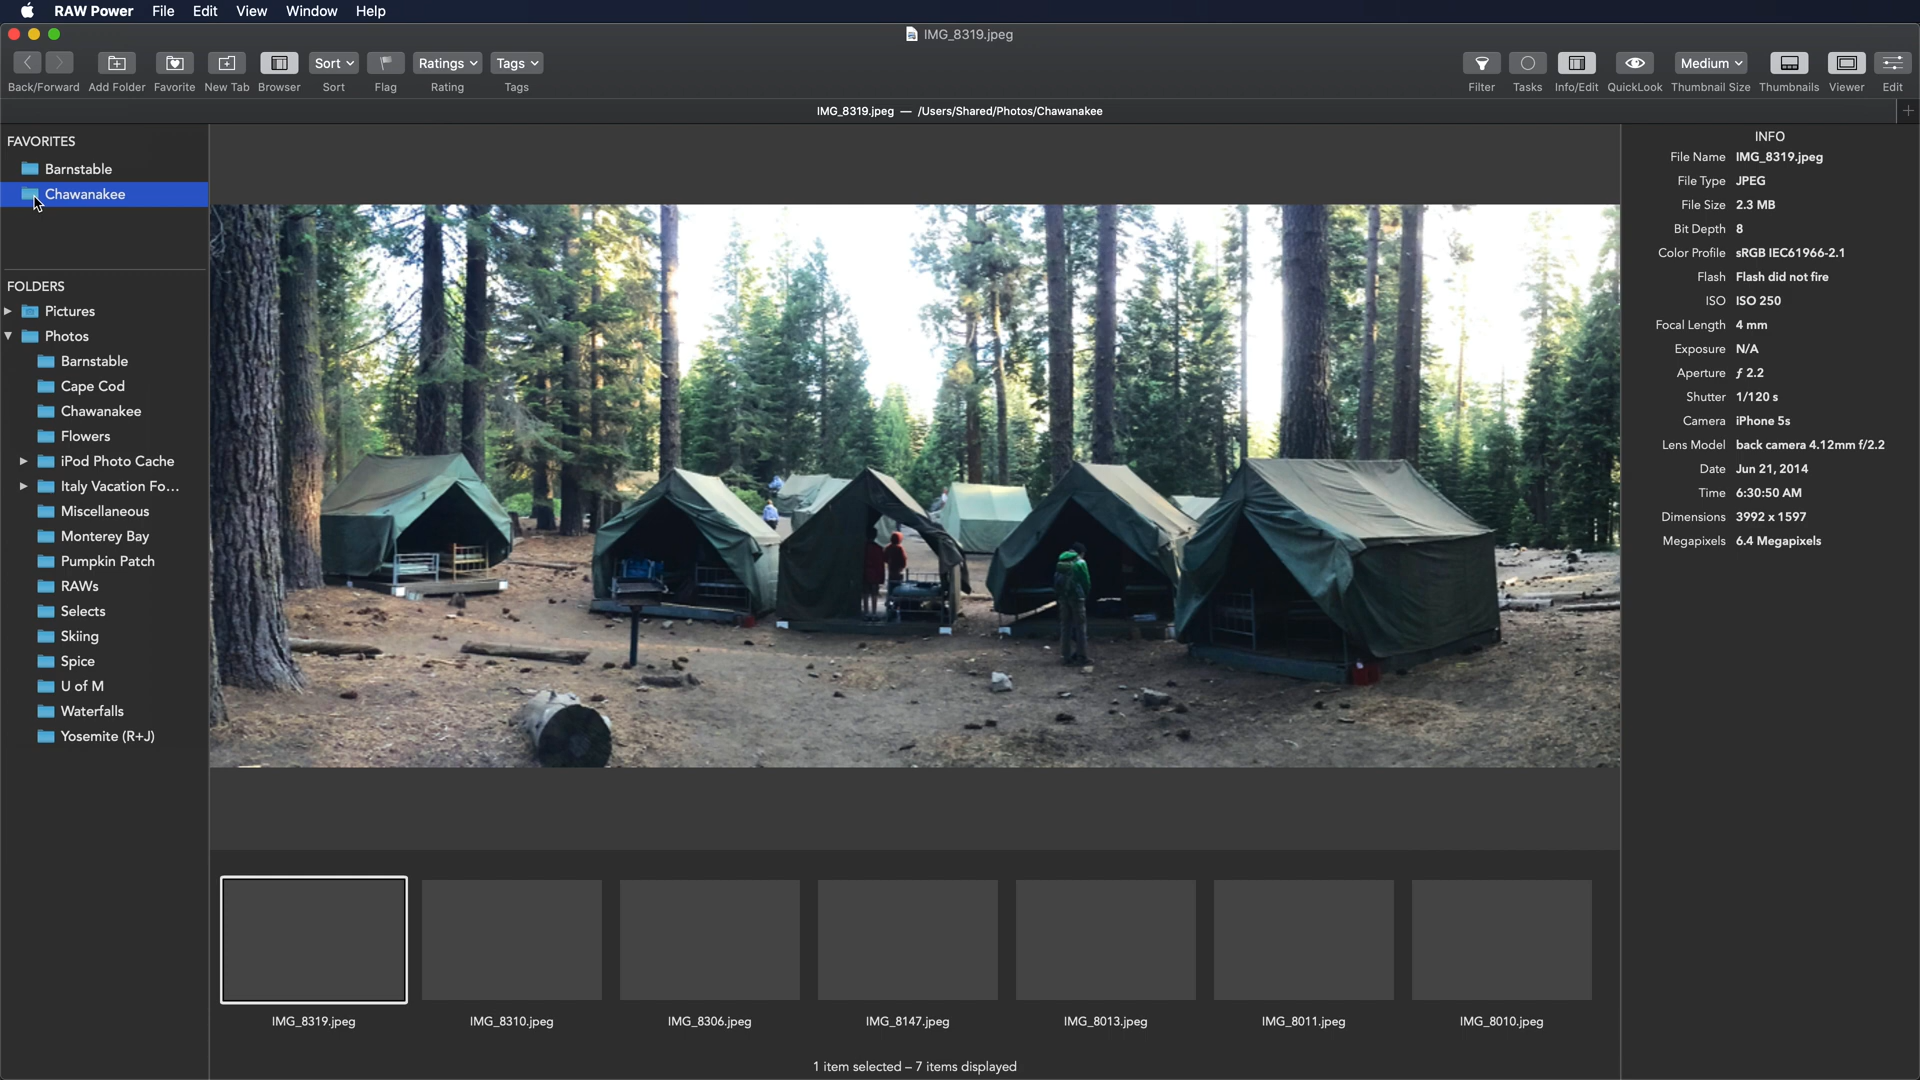 RAW Power File Edit View Window Help
IMG_8319.jpeg
Sort Ratings Tags Medium
Back/Forward Add Folder Favorite New Tab Browser Sort Flag Rating Tags Filter Tasks Info/Edit QuickLook Thumbnail Size Thumbnails Viewer Edit
IMG_8319.jpeg — /Users/Shared/Photos/Chawanakee
FAVORITES
Barnstable
Chawanakee
FOLDERS
Pictures
Photos
Barnstable
Cape Cod
Chawanakee
Flowers
iPod Photo Cache
Italy Vacation Fo...
Miscellaneous
Monterey Bay
Pumpkin Patch
RAWs
Selects
Skiing
Spice
U of M
Waterfalls
Yosemite (R+J)
INFO
File Name IMG_8319.jpeg
File Type JPEG
File Size 2.3 MB
Bit Depth 8
Color Profile sRGB IEC61966-2.1
Flash Flash did not fire
ISO ISO 250
Focal Length 4 mm
Exposure N/A
Aperture ƒ 2.2
Shutter 1/120 s
Camera iPhone 5s
Lens Model back camera 4.12mm f/2.2
Date Jun 21, 2014
Time 6:30:50 AM
Dimensions 3992 x 1597
Megapixels 6.4 Megapixels
IMG_8319.jpeg IMG_8310.jpeg IMG_8306.jpeg IMG_8147.jpeg IMG_8013.jpeg IMG_8011.jpeg IMG_8010.jpeg
1 item selected – 7 items displayed